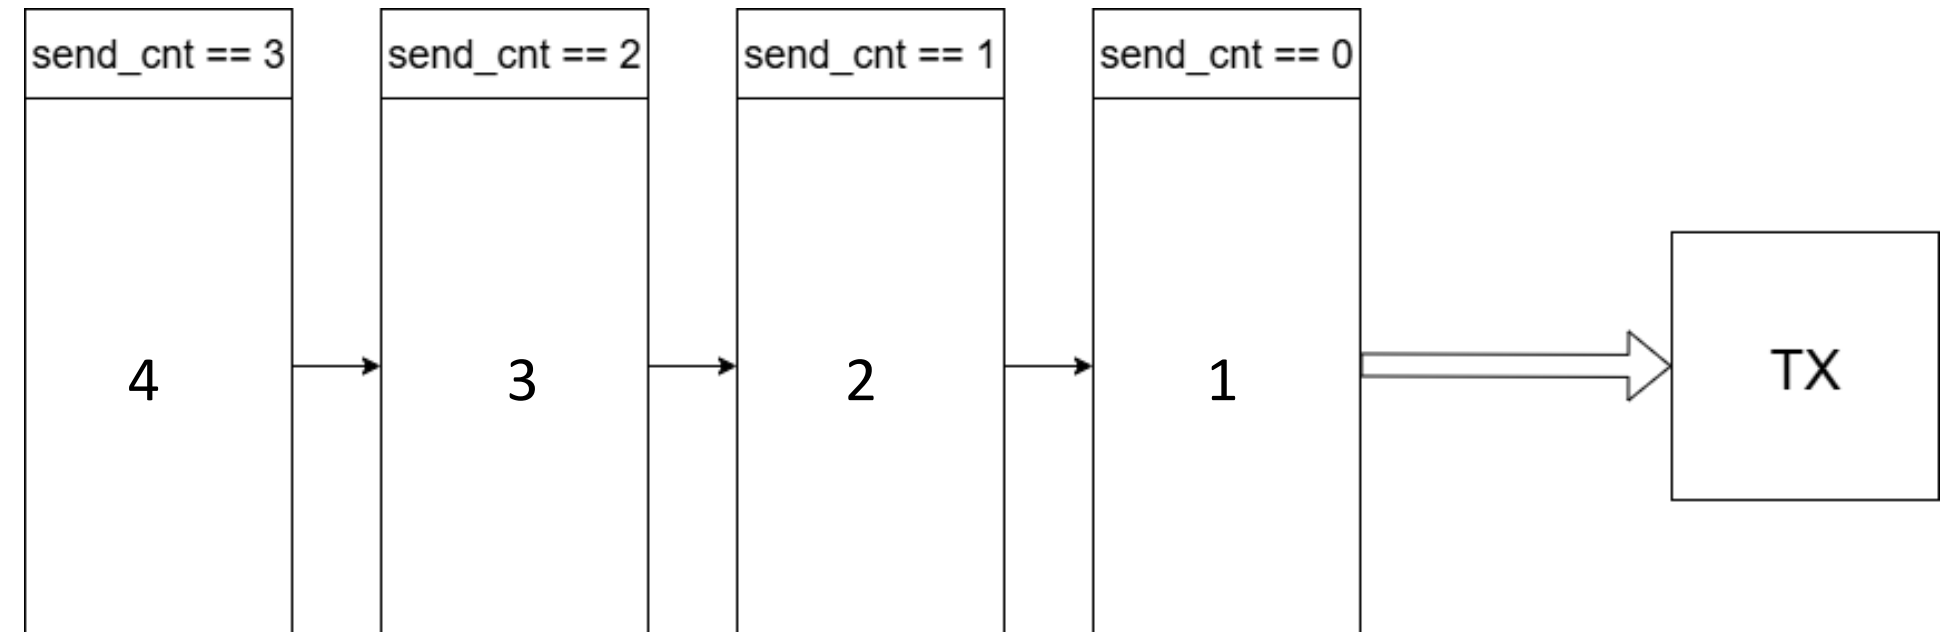 send_cnt == 3
send_cnt == 2
send_cnt == 1
send_cnt == 0
4
3
2
1
TX